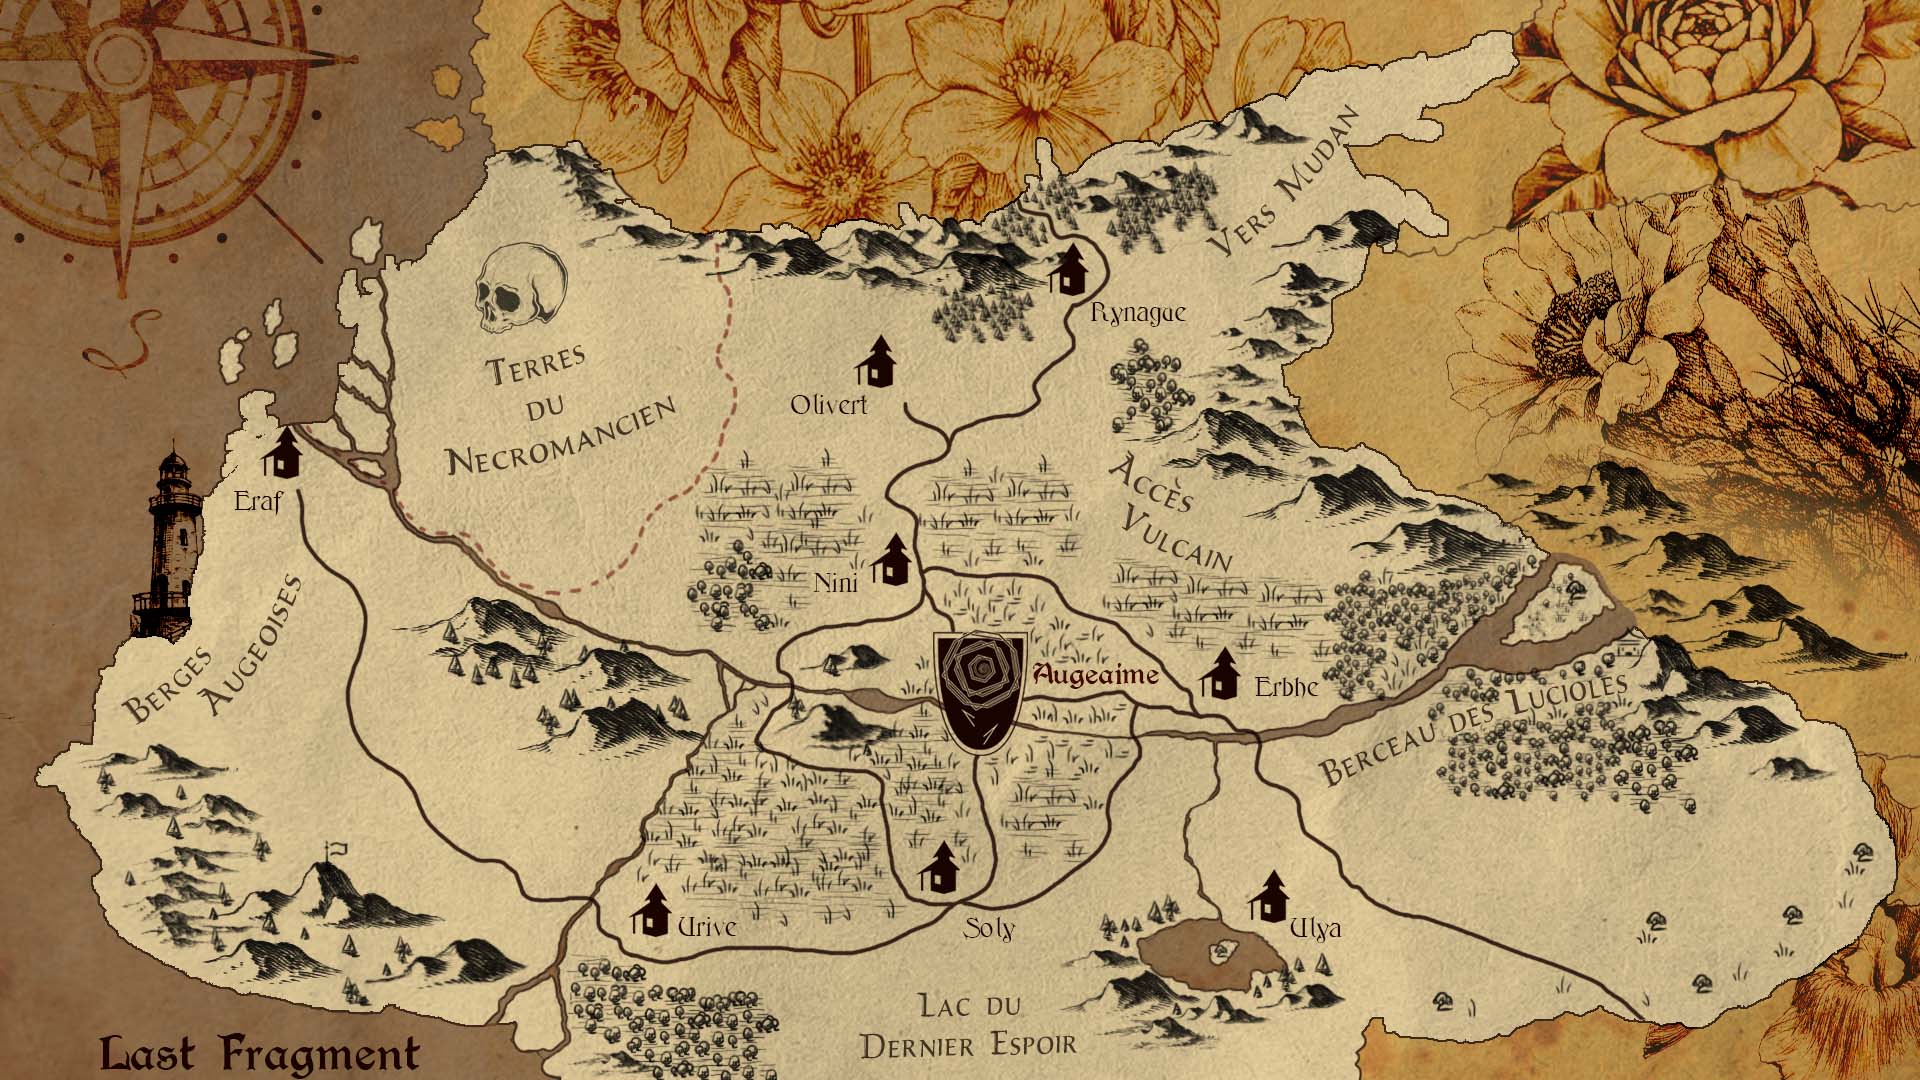 Vers Mudan
Rynague
Terres
du
Necromancien
Olivert
Eraf
Accès
Vulcain
Nini
Berges
Augeoises
Augeaime
Erbhe
Berceau des Lucioles
Urive
Soly
Ulya
Lac du
Dernier Espoir
Last Fragment